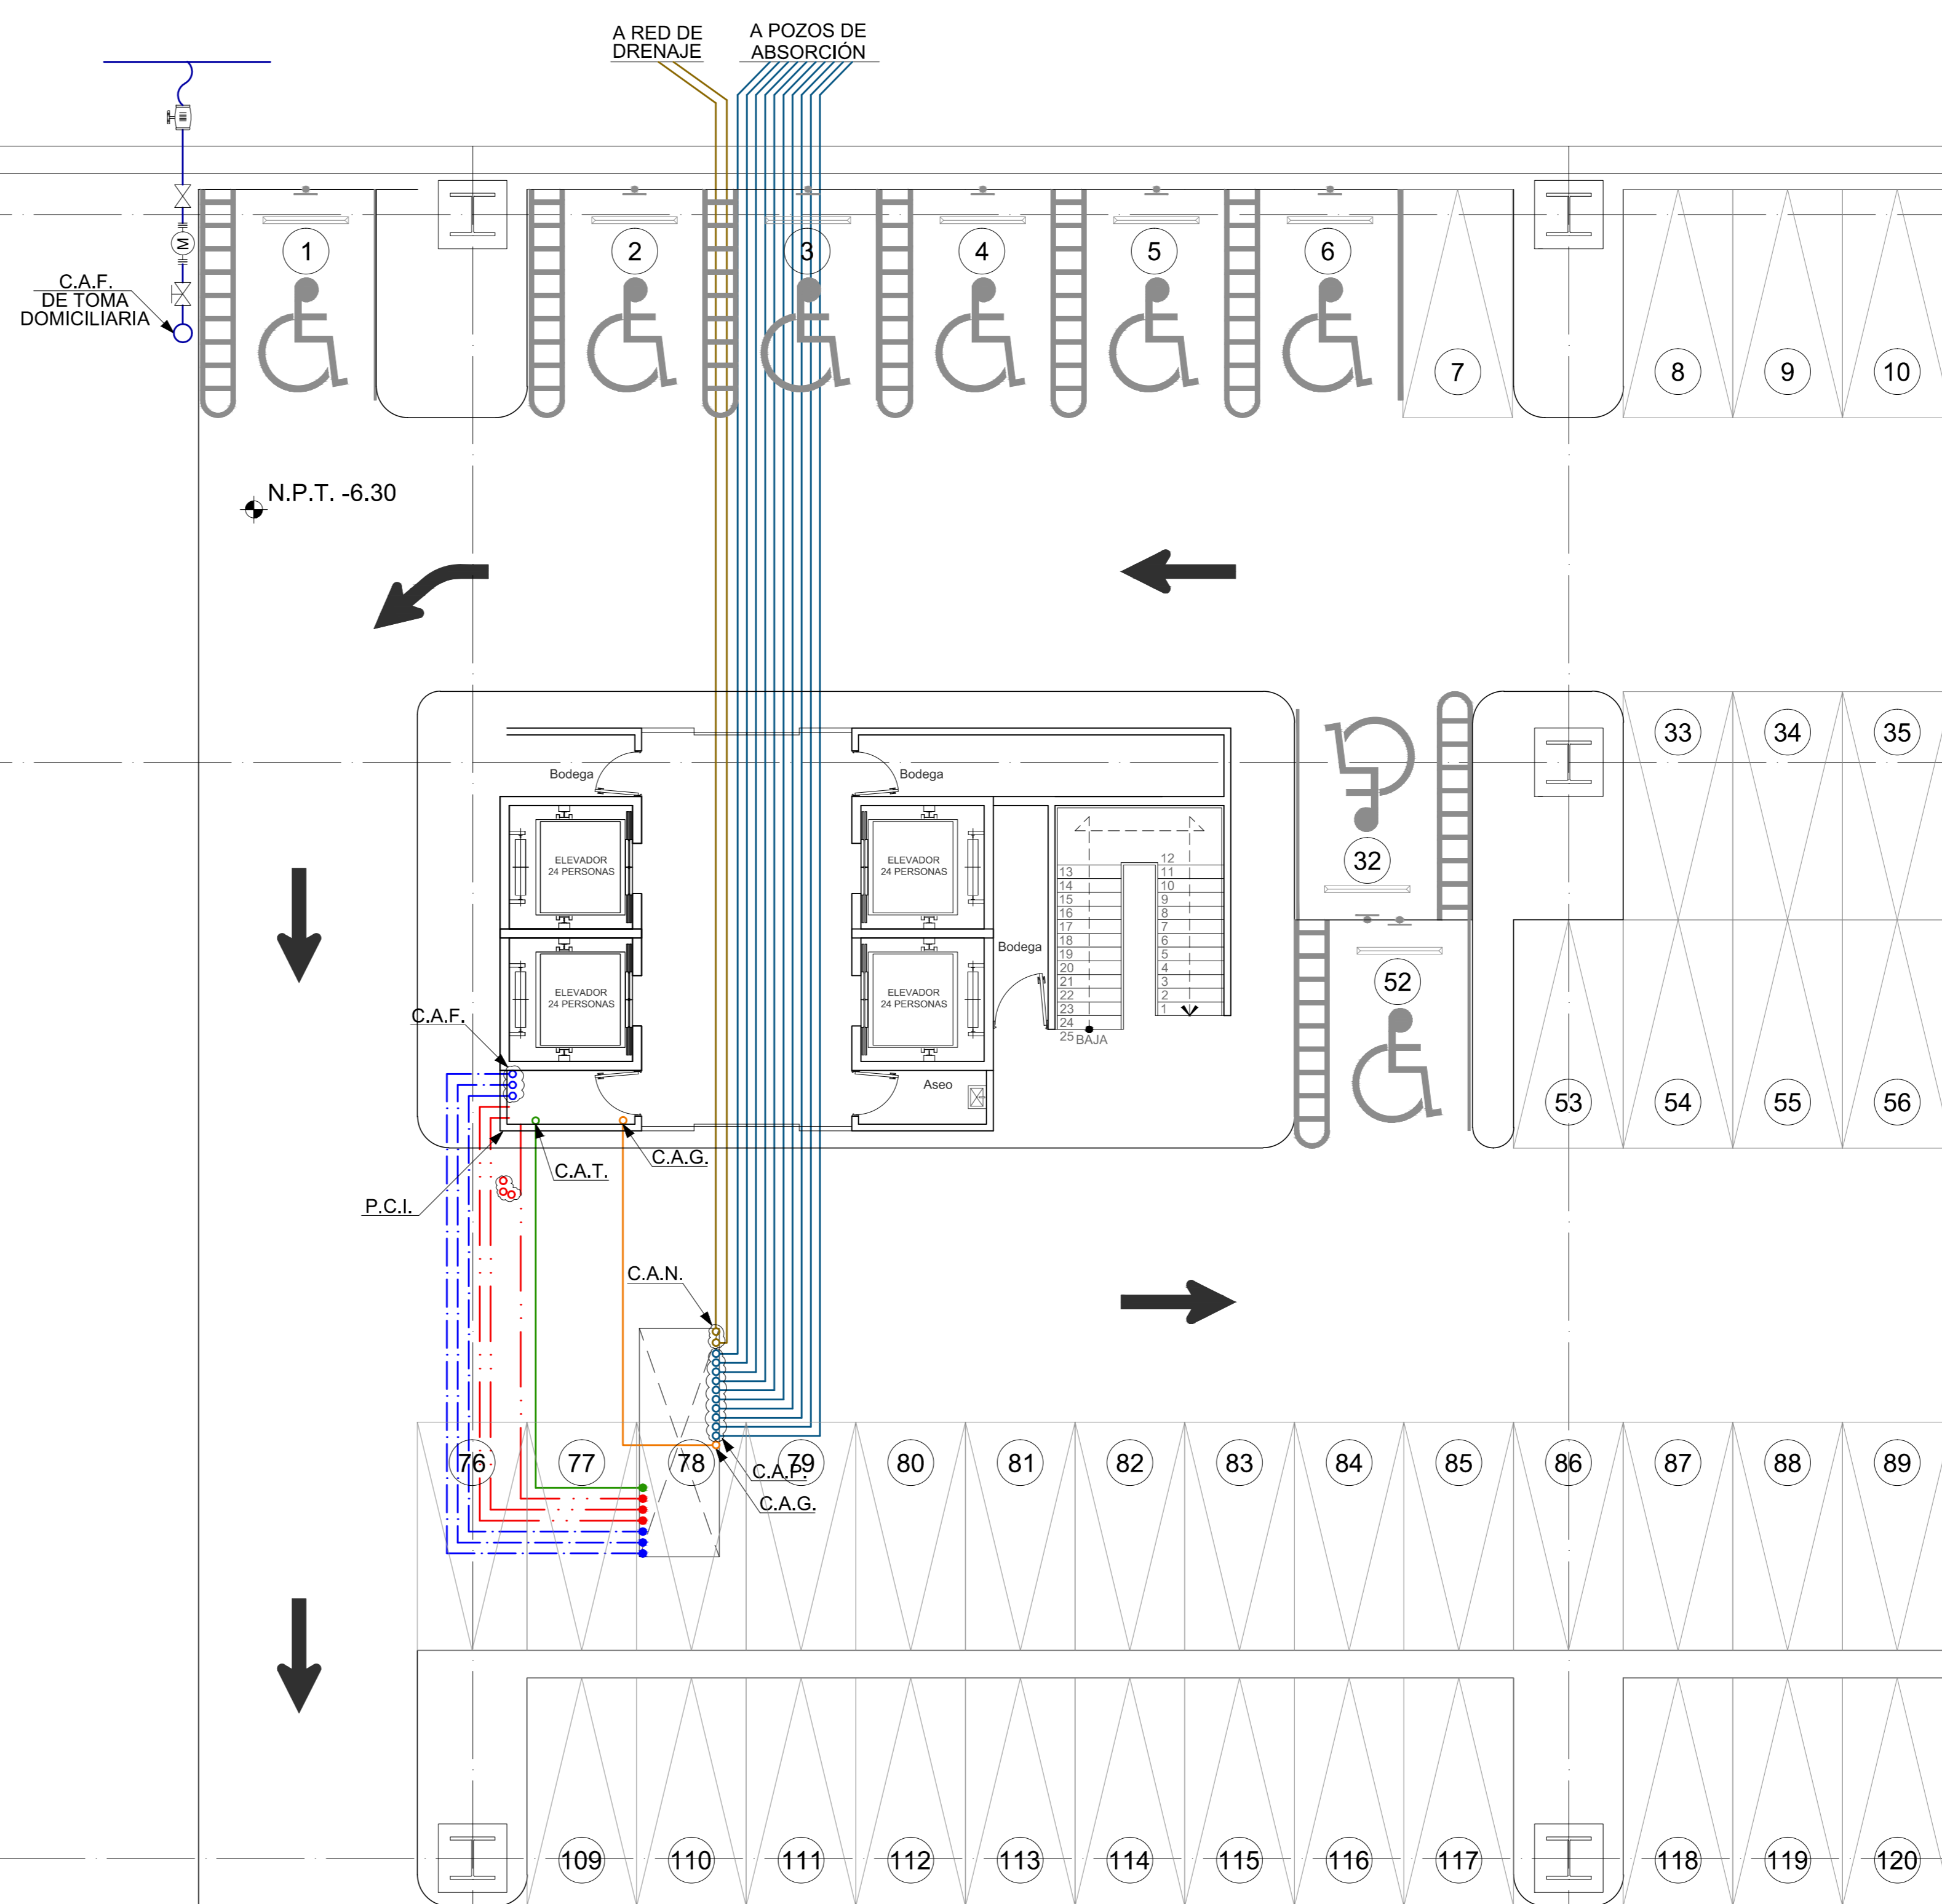 A RED DE
DRENAJE
A POZOS DE
ABSORCIÓN
M
C.A.F.
DE TOMA
DOMICILIARIA
1
2
3
4
5
6
7
8
9
10
N.P.T. -6.30
Bodega
Bodega
33
34
35
32
ELEVADOR
24 PERSONAS
ELEVADOR
24 PERSONAS
ELEVADOR
24 PERSONAS
ELEVADOR
24 PERSONAS
Bodega
13
14
15
16
17
18
19
20
21
22
23
24
25 BAJA
12
11
10
9
8
7
6
5
4
3
2
1
52
C.A.F.
Aseo
53
54
55
56
C.A.T.
C.A.G.
P.C.I.
C.A.N.
76
77
78
79
80
81
82
83
84
85
86
87
88
89
C.A.P.
C.A.G.
109
110
111
112
113
114
115
116
117
118
119
120